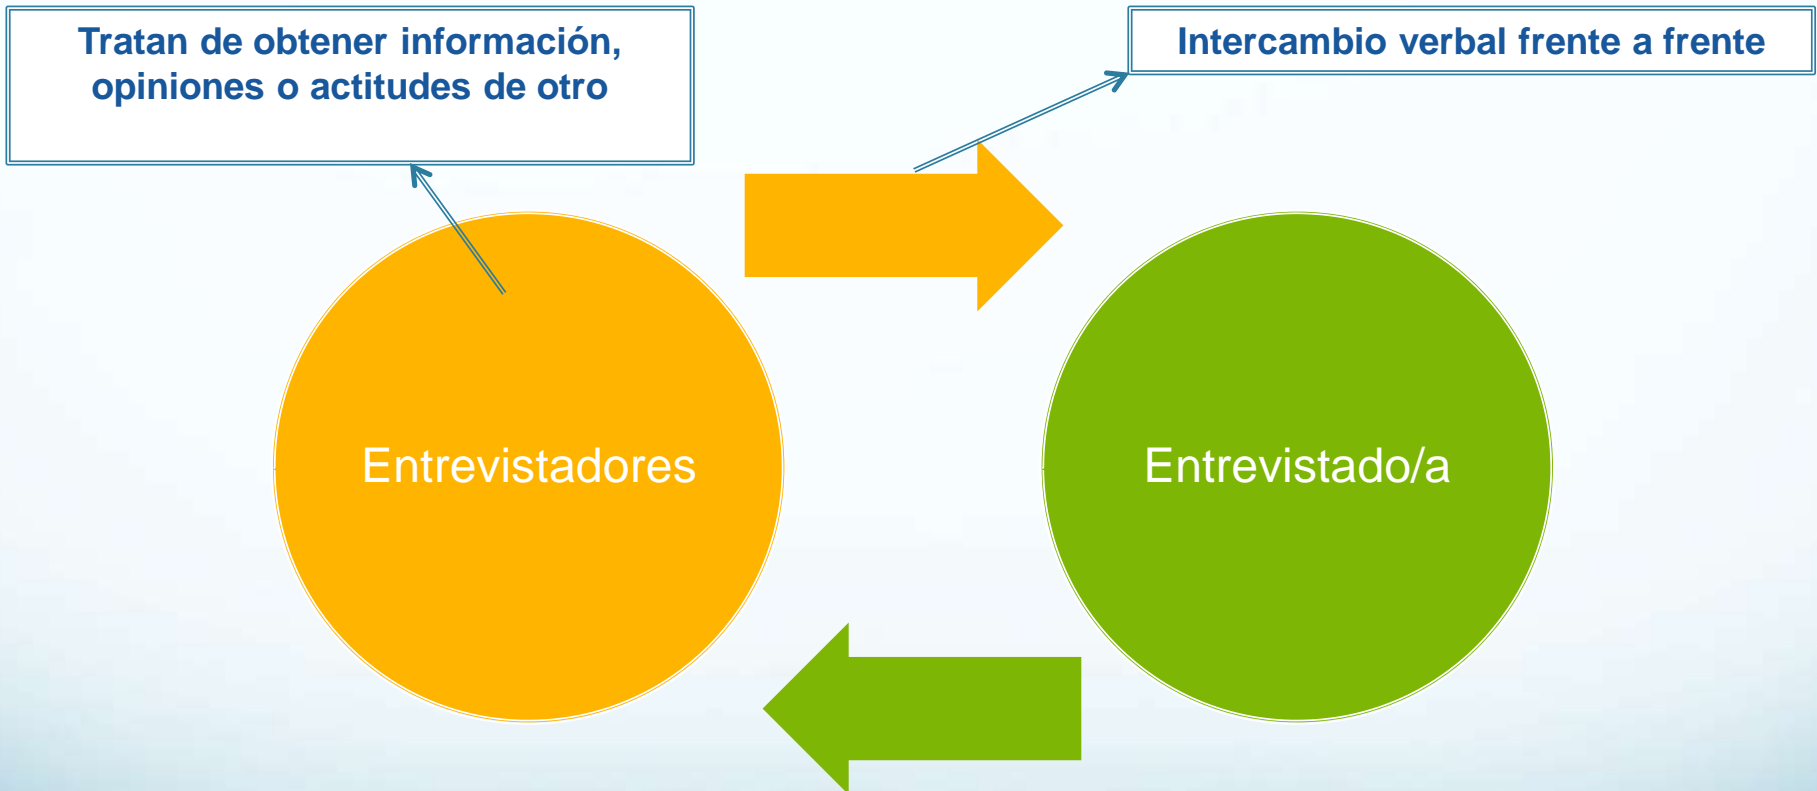 Tratan de obtener información,
opiniones o actitudes de otro
Intercambio verbal frente a frente
Entrevistadores
Entrevistado/a